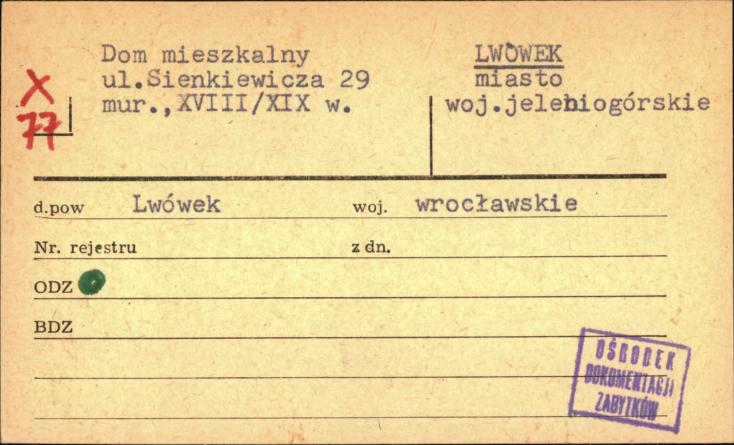 Dom mieszkalny
ul.Sienkiewicza 29
mur.,XVIII/XIX w.
LWÓWEK
miasto
woj.jeleniogórskie
X
77
d.pow Lwówek woj. wrocławskie
Nr. rejestru z dn.
ODZ
BDZ
OŚRODEK
DOKUMENTACJI
ZABYTKÓW